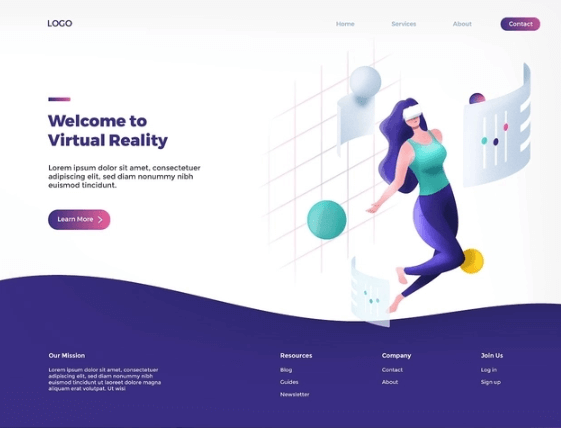 LOGO
Home Services About Contact
Welcome to
Virtual Reality
Lorem ipsum dolor sit amet, consectetuer
adipiscing elit, sed diam nonummy nibh
euismod tincidunt.
Learn More
Our Mission
Lorem ipsum dolor sit amet, consectetuer
adipiscing elit, sed diam nonummy nibh
euismod tincidunt ut laoreet dolore magna
aliquam erat volutpat. Ut wisi
Resources
Blog
Guides
Newsletter
Company
Contact
About
Join Us
Log in
Sign up